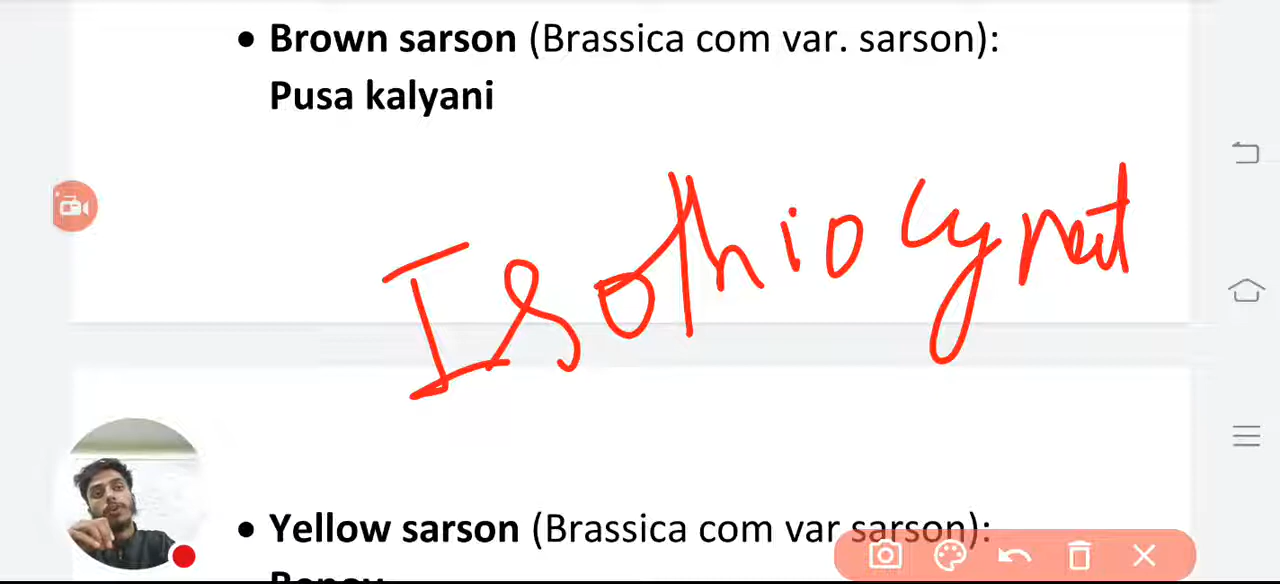 • Brown sarson (Brassica com var. sarson):
Pusa kalyani
Isothiocynat
• Yellow sarson (Brassica com var sarson):